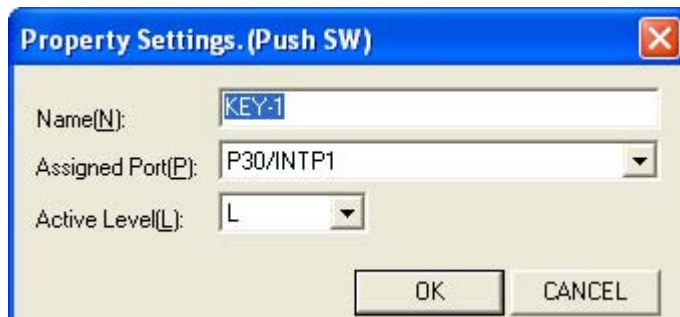 Property Settings.(Push SW)
Name(N):
KEY-1
Assigned Port(P):
P30/INTP1
Active Level(L):
L
OK
CANCEL